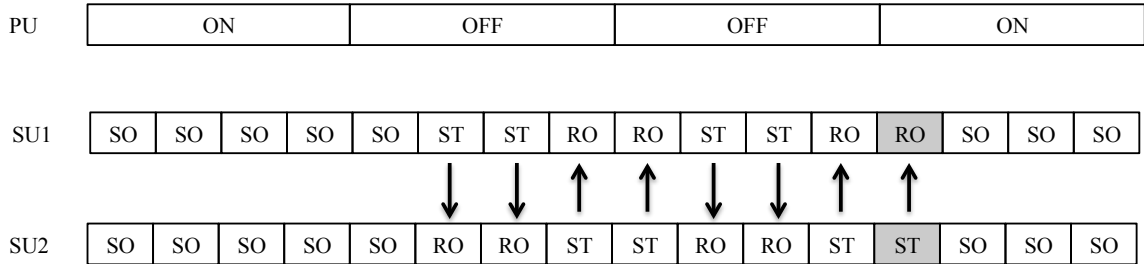 PU ON OFF OFF ON
SU1 SO SO SO SO SO ST ST RO RO ST ST RO RO SO SO SO
SU2 SO SO SO SO SO RO RO ST ST RO RO ST ST SO SO SO